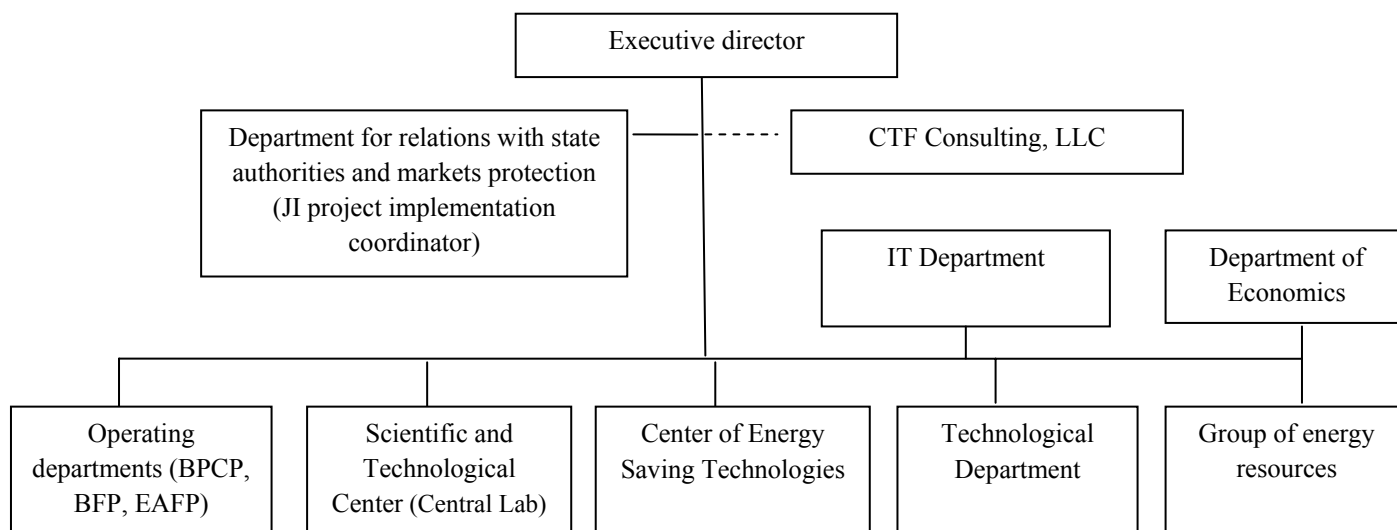 Executive director
Department for relations with state
authorities and markets protection
(JI project implementation
coordinator)
CTF Consulting, LLC
IT Department
Department of
Economics
Operating
departments (BPCP,
BFP, EAFP)
Scientific and
Technological
Center (Central Lab)
Center of Energy
Saving Technologies
Technological
Department
Group of energy
resources